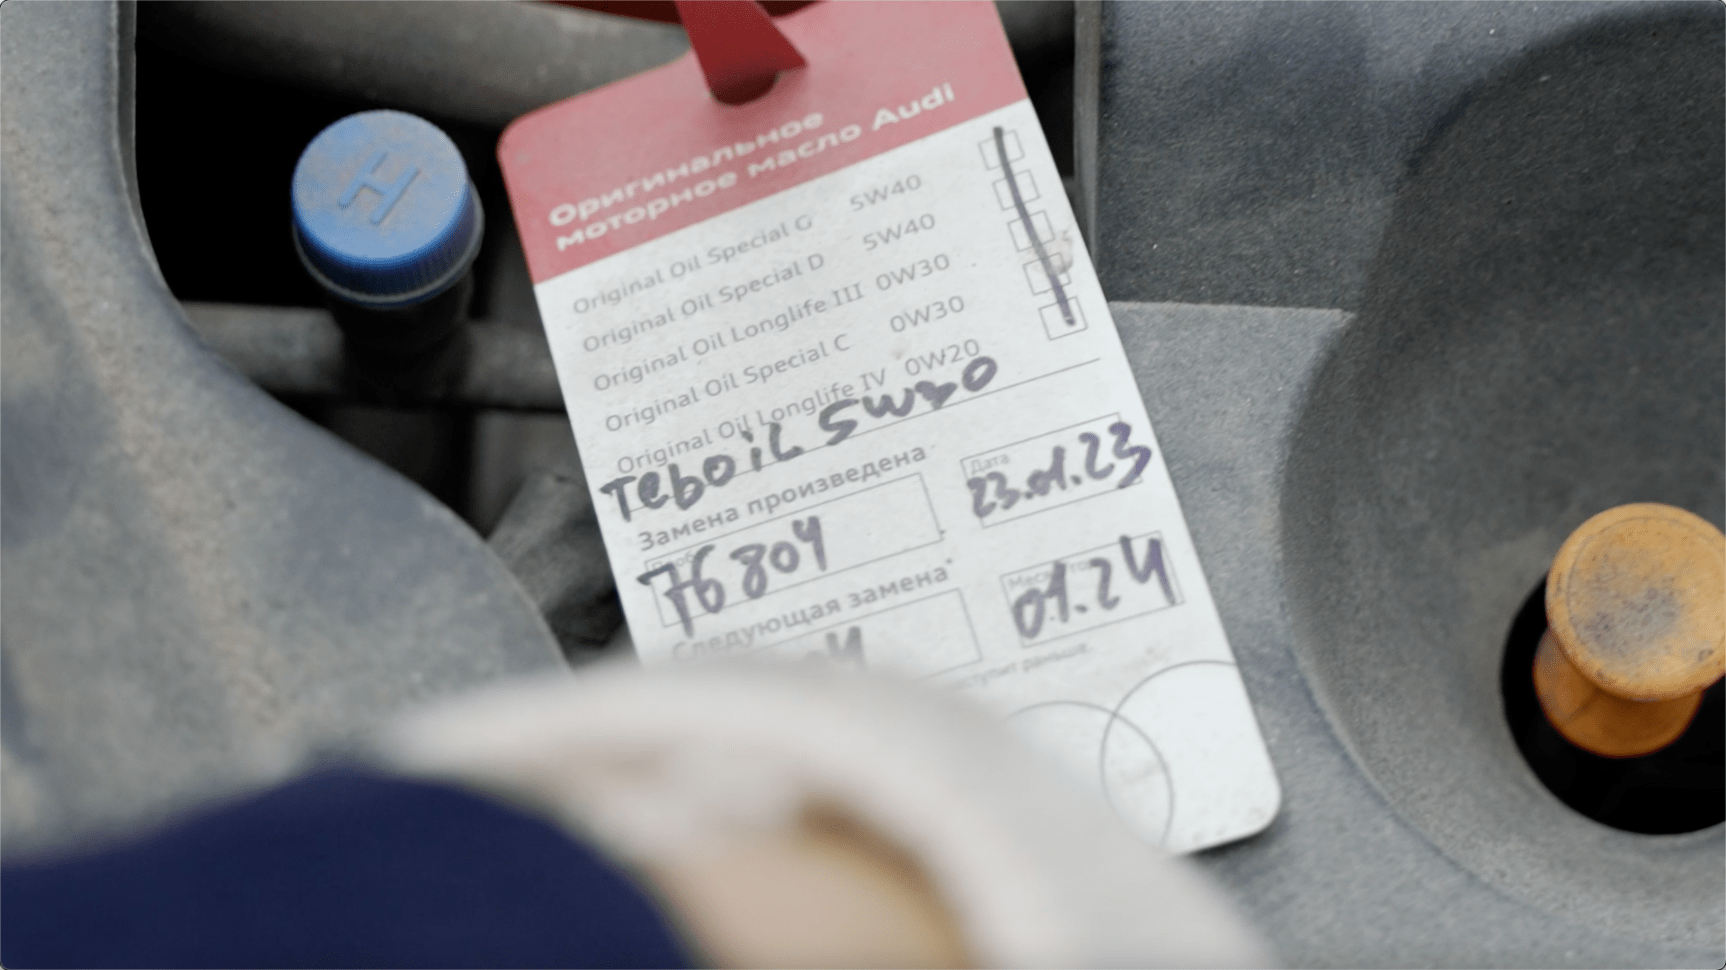 H
Оригинальное
моторное масло Audi
Original Oil Special G 5W40
Original Oil Special D 5W40
Original Oil Longlife III 0W30
Original Oil Special C 0W30
Original Oil Longlife IV 0W20
Teboil 5W30
Замена произведена
Дата
76804
23.01.23
Следующая замена*
01.24
раньше.